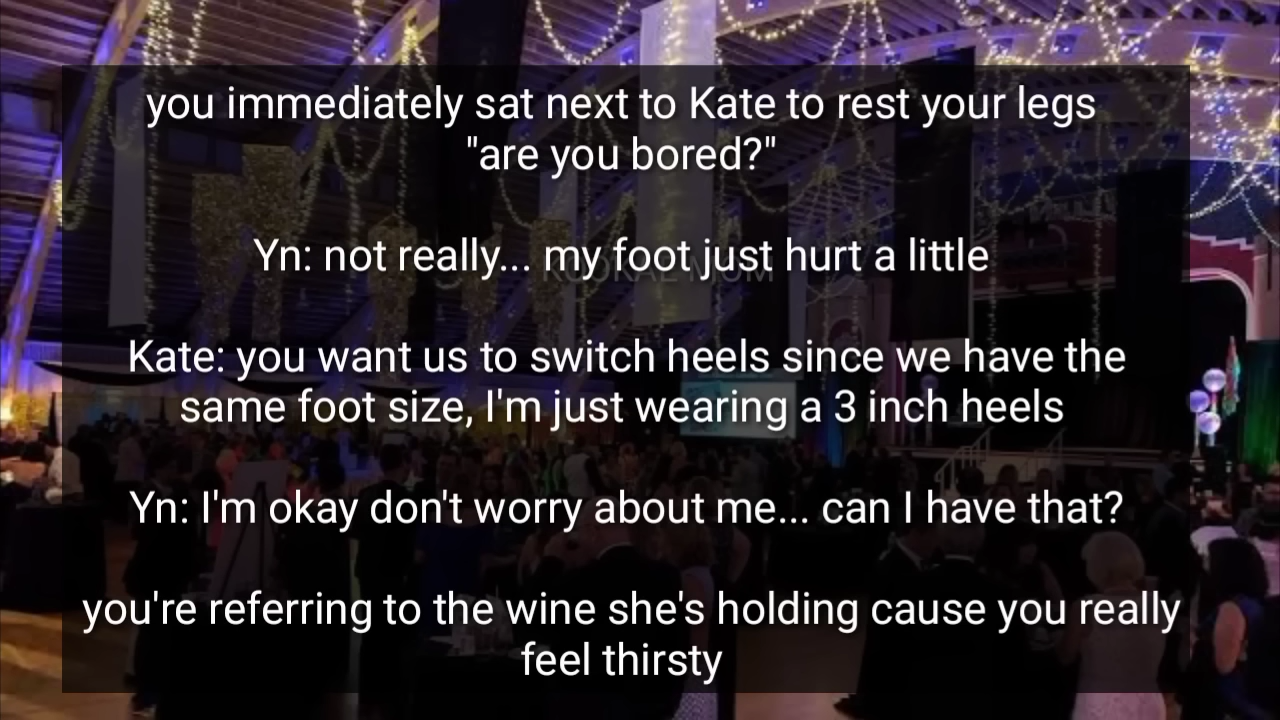 you immediately sat next to Kate to rest your legs
"are you bored?"
Yn: not really... my foot just hurt a little
Kate: you want us to switch heels since we have the
same foot size, I'm just wearing a 3 inch heels
Yn: I'm okay don't worry about me... can I have that?
you're referring to the wine she's holding cause you really
feel thirsty